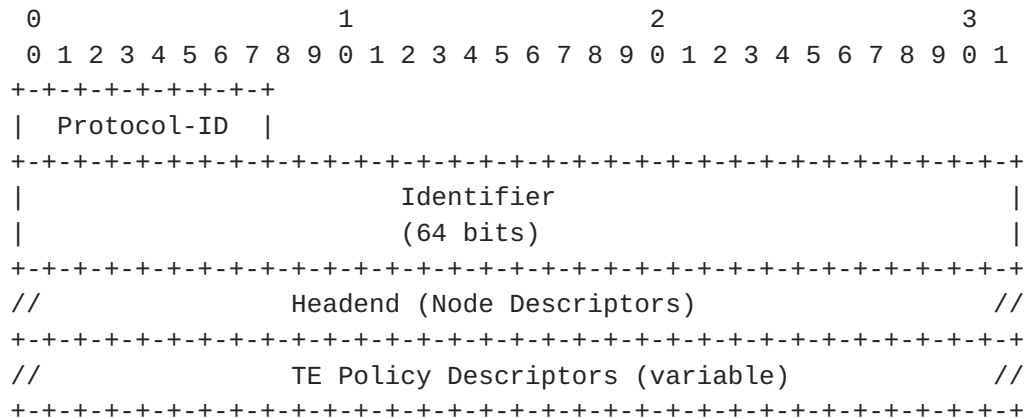 0                   1                   2                   3
 0 1 2 3 4 5 6 7 8 9 0 1 2 3 4 5 6 7 8 9 0 1 2 3 4 5 6 7 8 9 0 1
+-+-+-+-+-+-+-+-+
|  Protocol-ID  |
+-+-+-+-+-+-+-+-+-+-+-+-+-+-+-+-+-+-+-+-+-+-+-+-+-+-+-+-+-+-+-+-+
|                        Identifier                             |
|                        (64 bits)                              |
+-+-+-+-+-+-+-+-+-+-+-+-+-+-+-+-+-+-+-+-+-+-+-+-+-+-+-+-+-+-+-+-+
//                Headend (Node Descriptors)                   //
+-+-+-+-+-+-+-+-+-+-+-+-+-+-+-+-+-+-+-+-+-+-+-+-+-+-+-+-+-+-+-+-+
//                TE Policy Descriptors (variable)             //
+-+-+-+-+-+-+-+-+-+-+-+-+-+-+-+-+-+-+-+-+-+-+-+-+-+-+-+-+-+-+-+-+